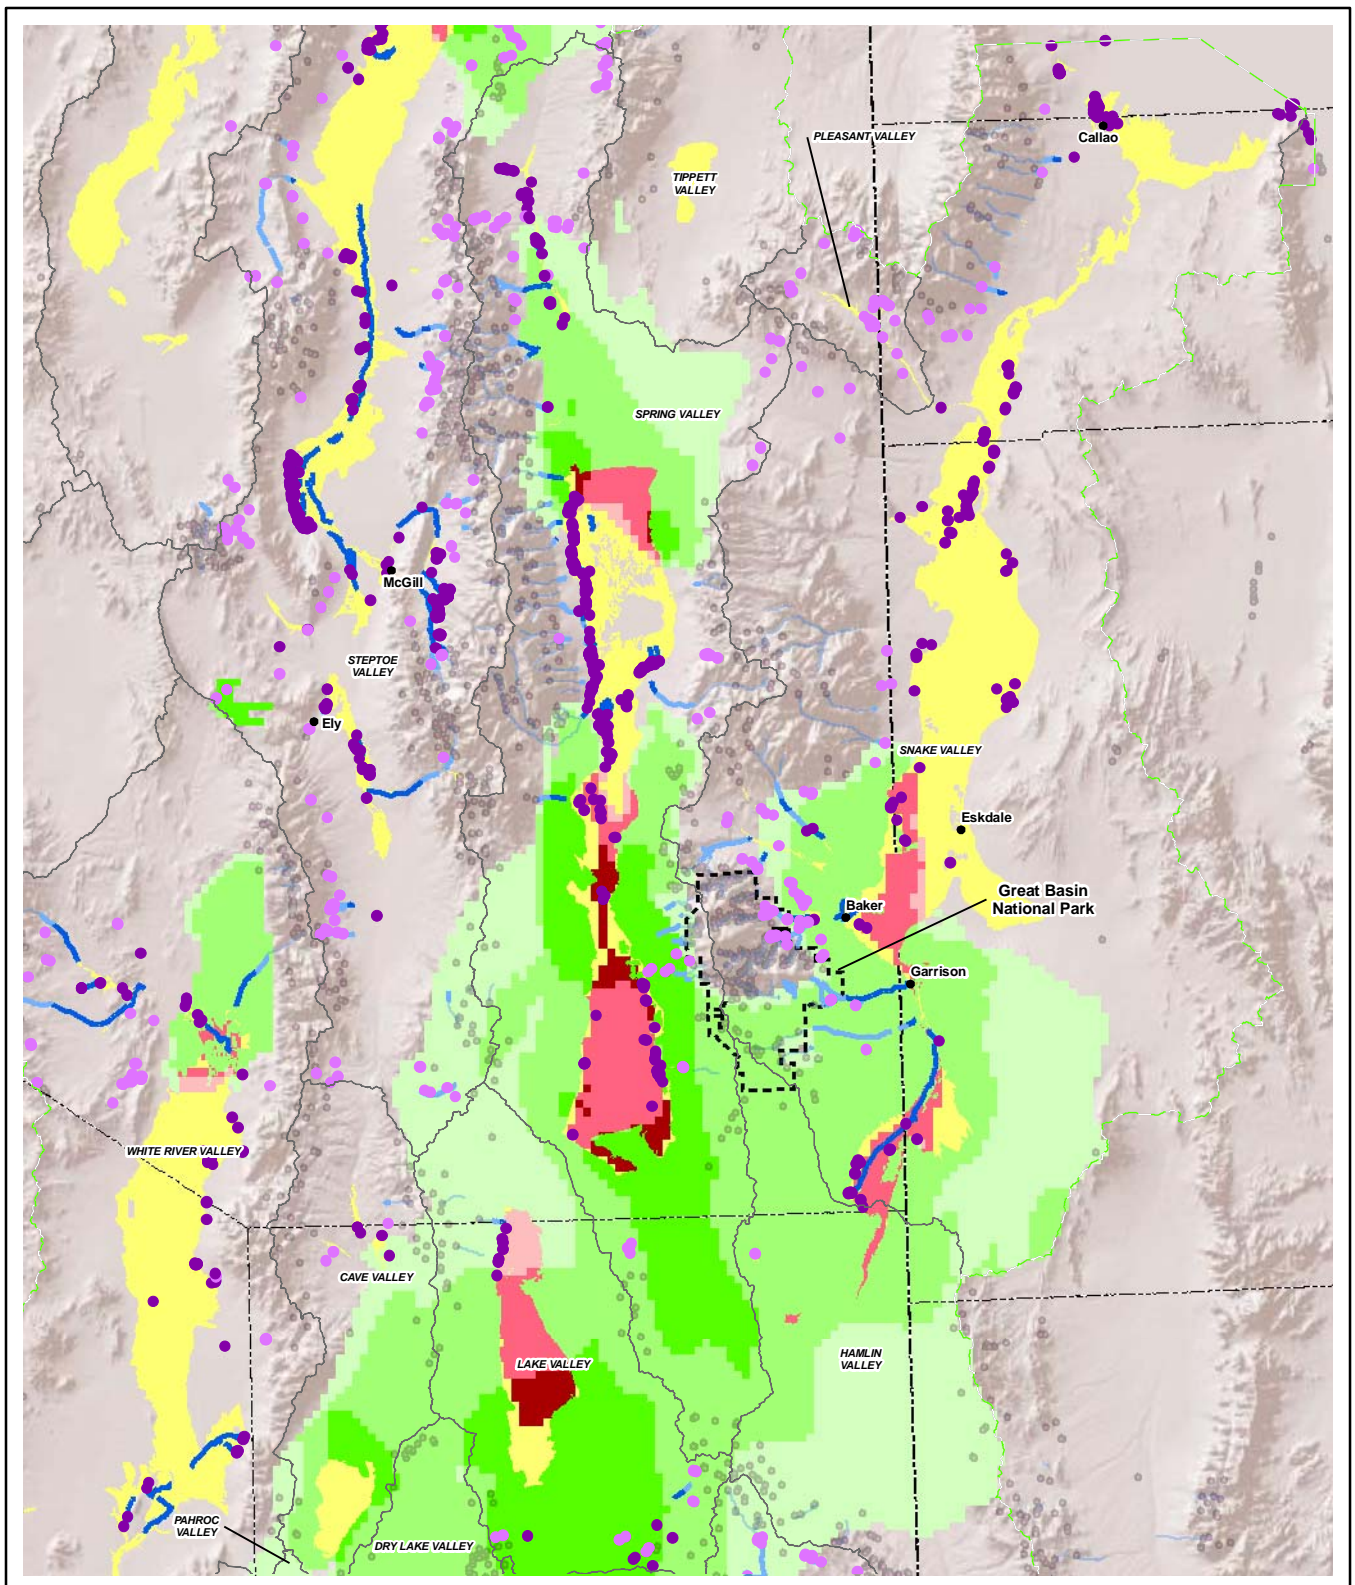 PLEASANT VALLEY
Callao
TIPPETT
VALLEY
SPRING VALLEY
McGill
STEPTOE
VALLEY
Ely
SNAKE VALLEY
Eskdale
Great Basin
National Park
Baker
Garrison
WHITE RIVER VALLEY
CAVE VALLEY
LAKE VALLEY
HAMLIN
VALLEY
PAHROC
VALLEY
DRY LAKE VALLEY